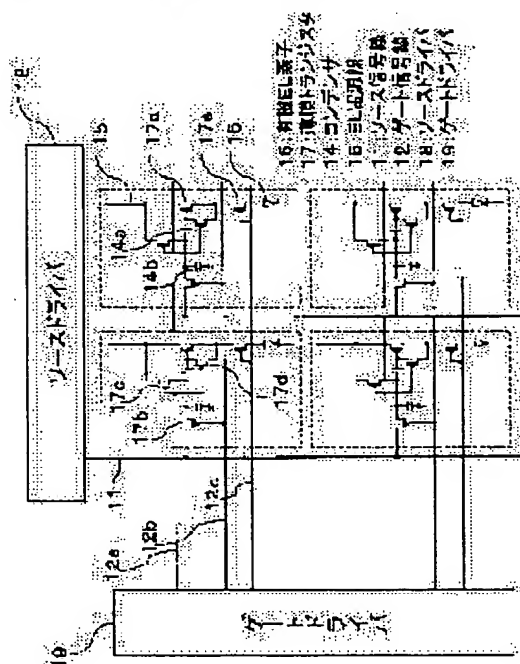 ソースドライバ
15
17a
17e
16
14a
14b
17c
17b
17d
11
12a
12b
12c
19
ゲートドライバ
16 有機EL素子
17 薄膜トランジスタ
14 コンデンサ
EL電源線
ソース信号線
12 ゲート信号線
18 ソースドライバ
19 ゲートドライバ